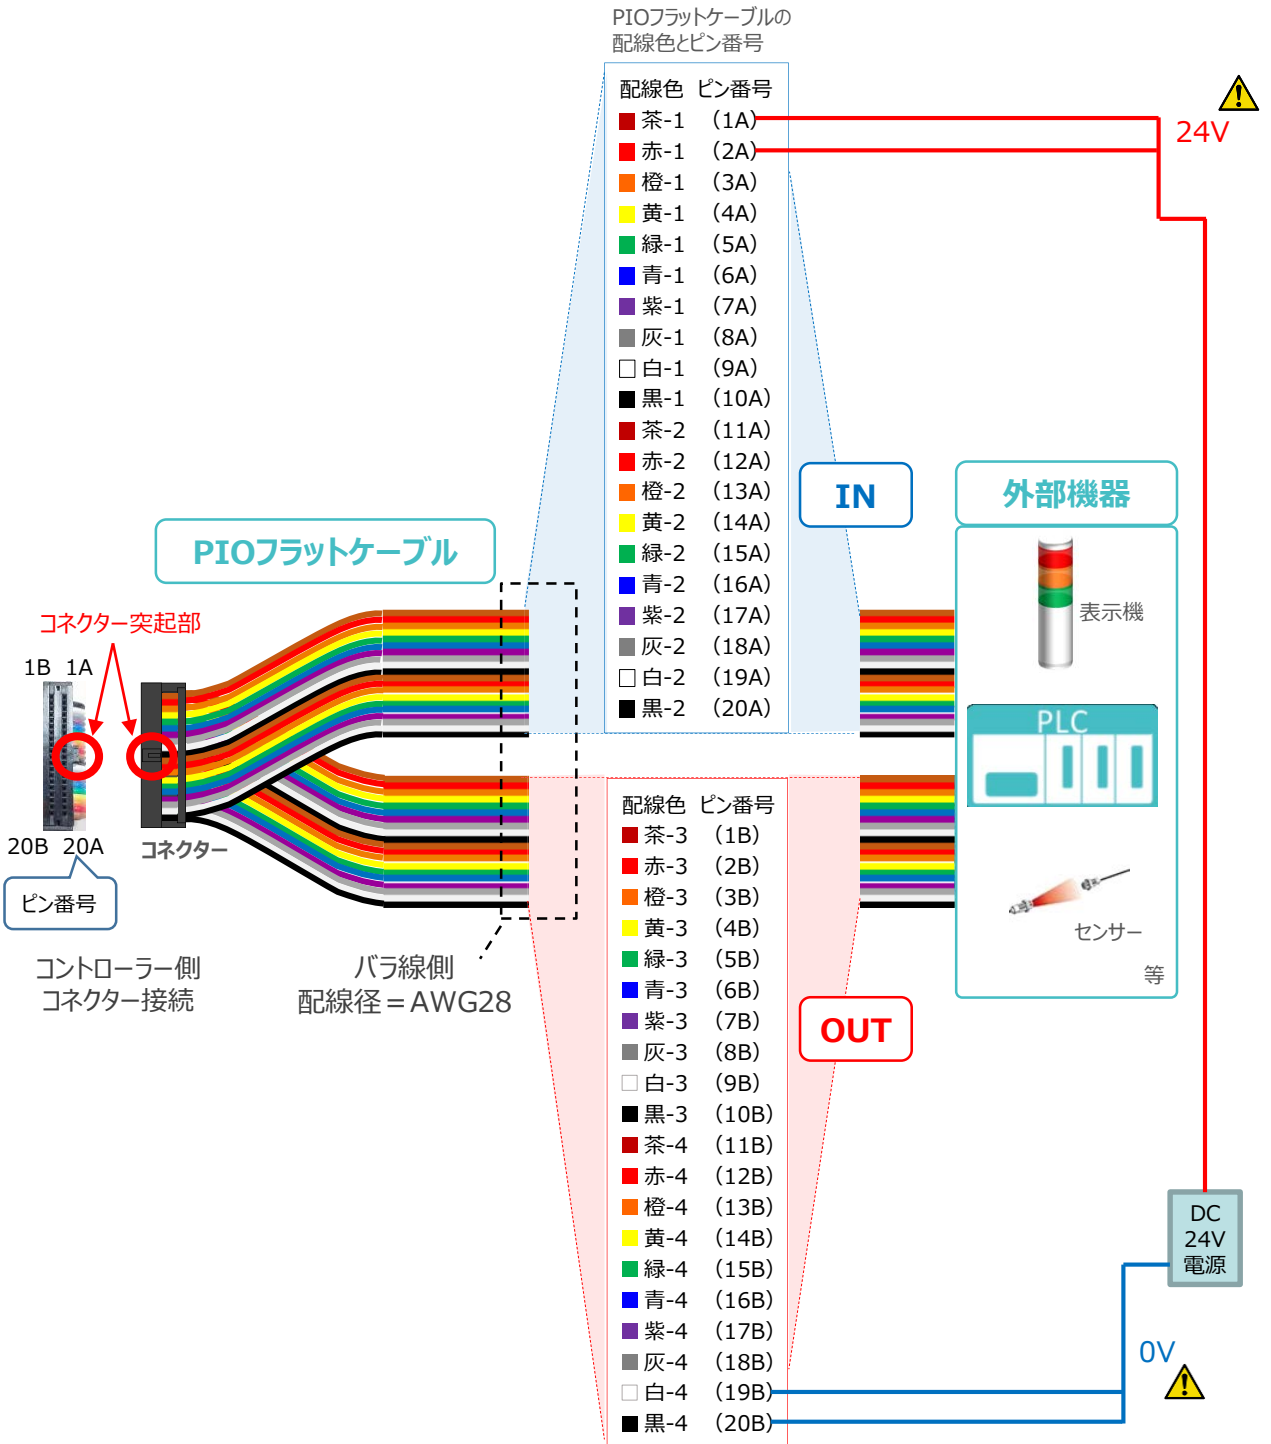 PIOフラットケーブルの
配線色とピン番号
配線色 ピン番号
茶-1 (1A)
赤-1 (2A)
橙-1 (3A)
黄-1 (4A)
緑-1 (5A)
青-1 (6A)
紫-1 (7A)
灰-1 (8A)
白-1 (9A)
黒-1 (10A)
茶-2 (11A)
赤-2 (12A)
橙-2 (13A)
黄-2 (14A)
緑-2 (15A)
青-2 (16A)
紫-2 (17A)
灰-2 (18A)
白-2 (19A)
黒-2 (20A)
24V
IN
外部機器
表示機
PLC
センサー
等
PIOフラットケーブル
コネクター突起部
1B 1A
20B 20A
コネクター
ピン番号
コントローラー側
コネクター接続
バラ線側
配線径=AWG28
配線色 ピン番号
茶-3 (1B)
赤-3 (2B)
橙-3 (3B)
黄-3 (4B)
緑-3 (5B)
青-3 (6B)
紫-3 (7B)
灰-3 (8B)
白-3 (9B)
黒-3 (10B)
茶-4 (11B)
赤-4 (12B)
橙-4 (13B)
黄-4 (14B)
緑-4 (15B)
青-4 (16B)
紫-4 (17B)
灰-4 (18B)
白-4 (19B)
黒-4 (20B)
OUT
DC
24V
電源
0V